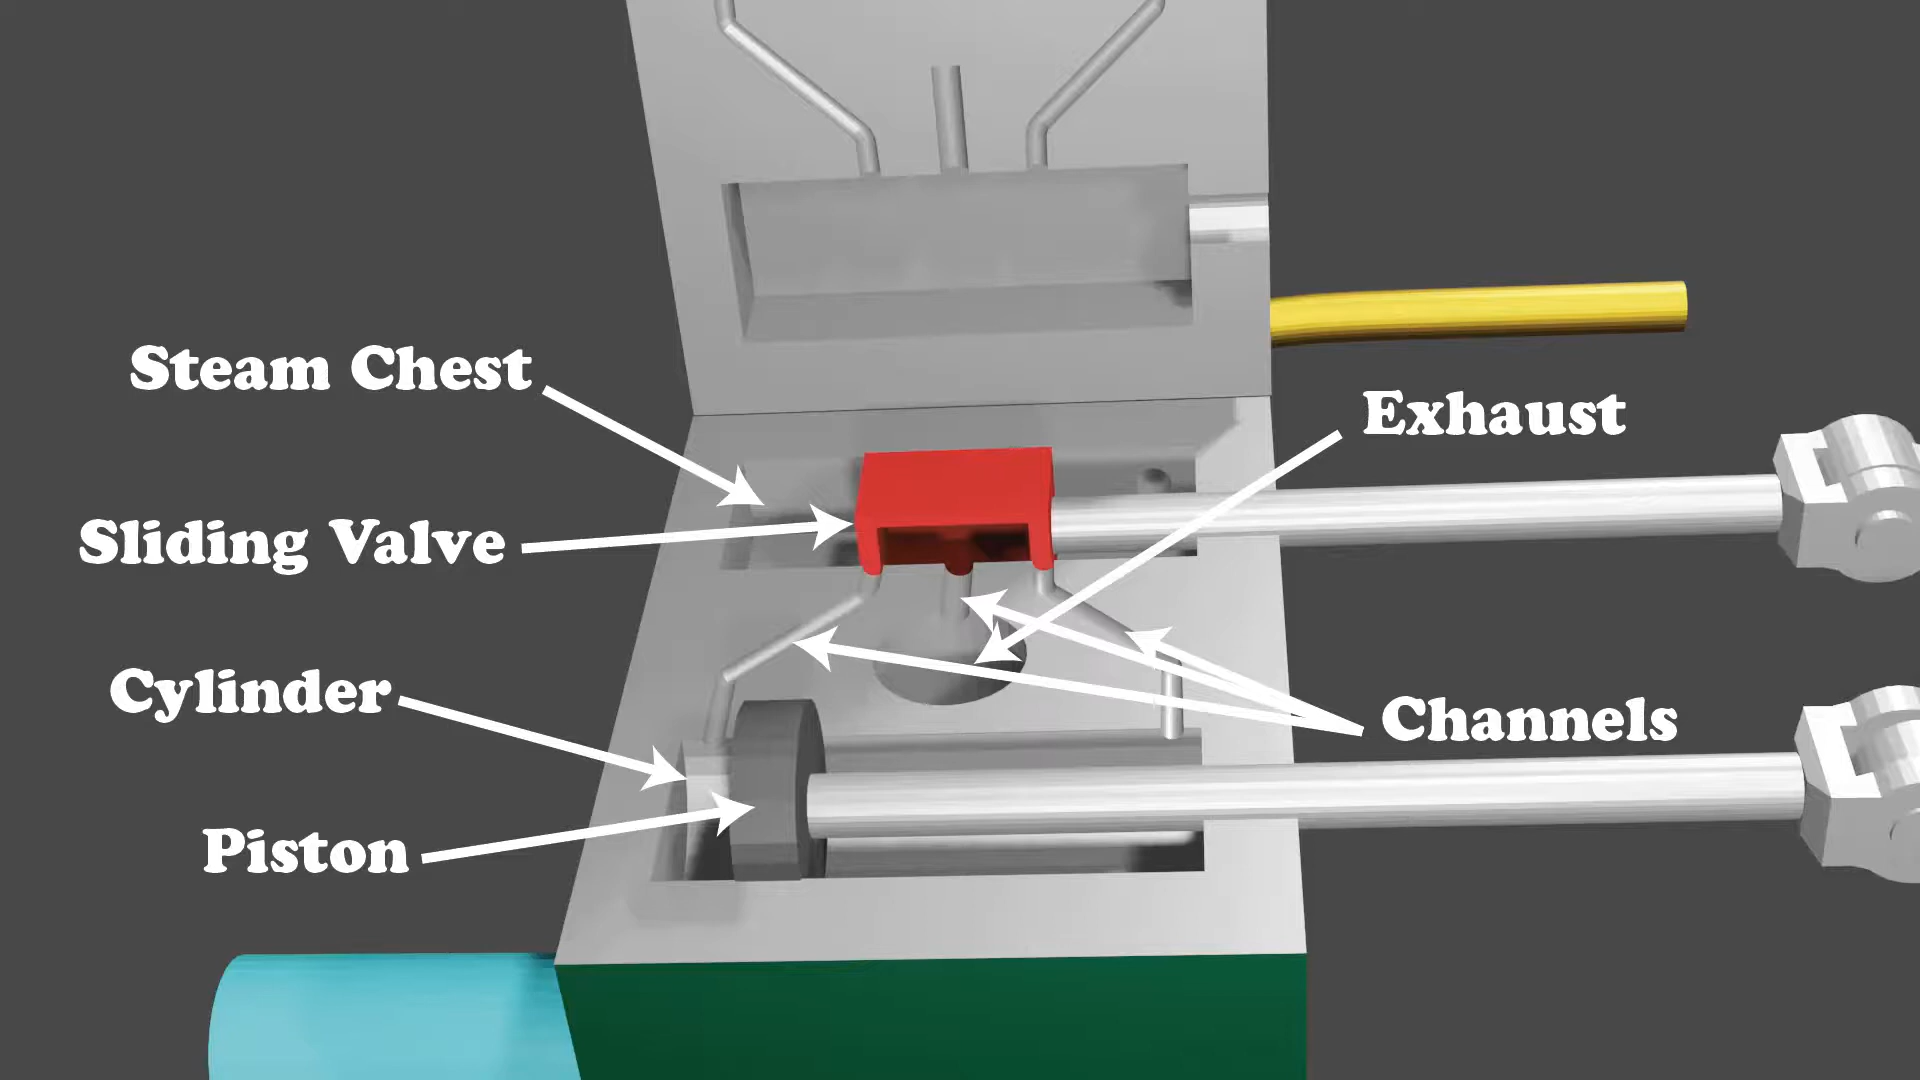 Steam Chest
Exhaust
Sliding Valve
Cylinder
Channels
Piston